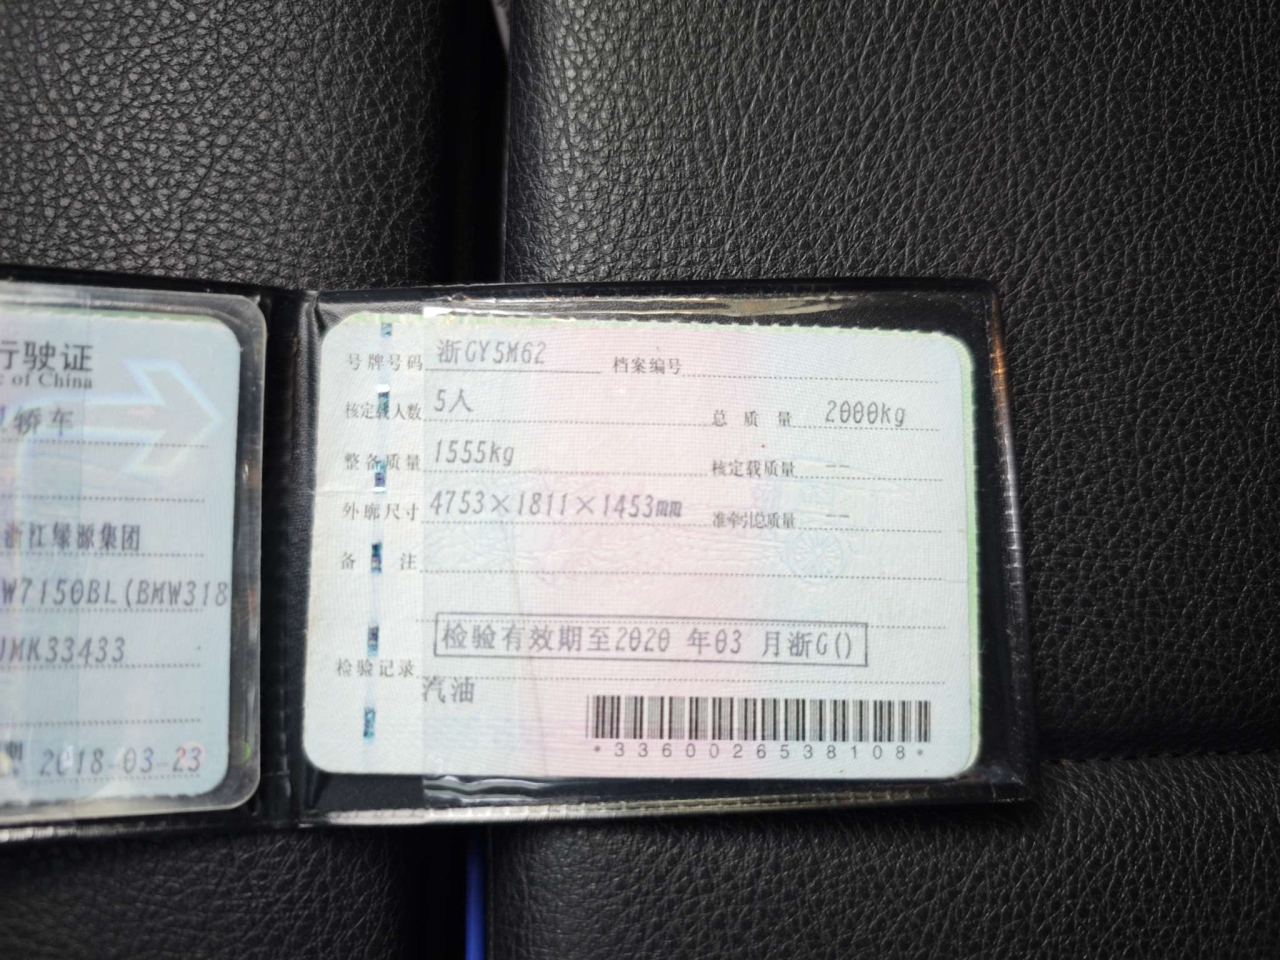 行驶证
c of China
轿车
浙江绿源集团
W7150BL(BMW318
JMK33433
2018-03-23
号牌号码 浙GY5M62 档案编号
核定载人数 5人 总质量 2000kg
整备质量 1555kg 核定载质量 --
外廓尺寸 4753×1811×1453mm 准牵引总质量 --
备注
检验有效期至2020 年03 月浙G()
检验记录
汽油
*3360026538108*